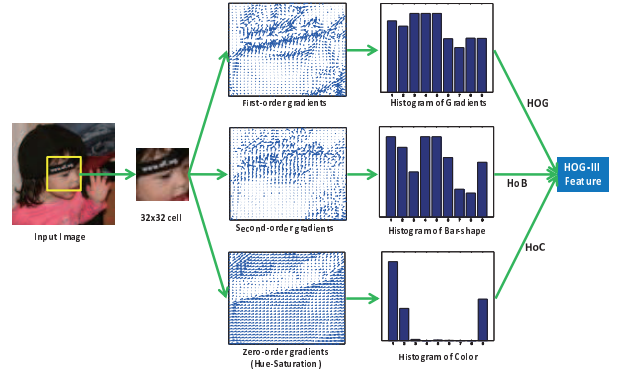 First-order gradients
Histogram of Gradients
HOG
Input Image
32x32 cell
Second-order gradients
Histogram of Bar-shape
HoB
HOG-III
Feature
HoC
Zero-order gradients
(Hue-Saturation)
Histogram of Color